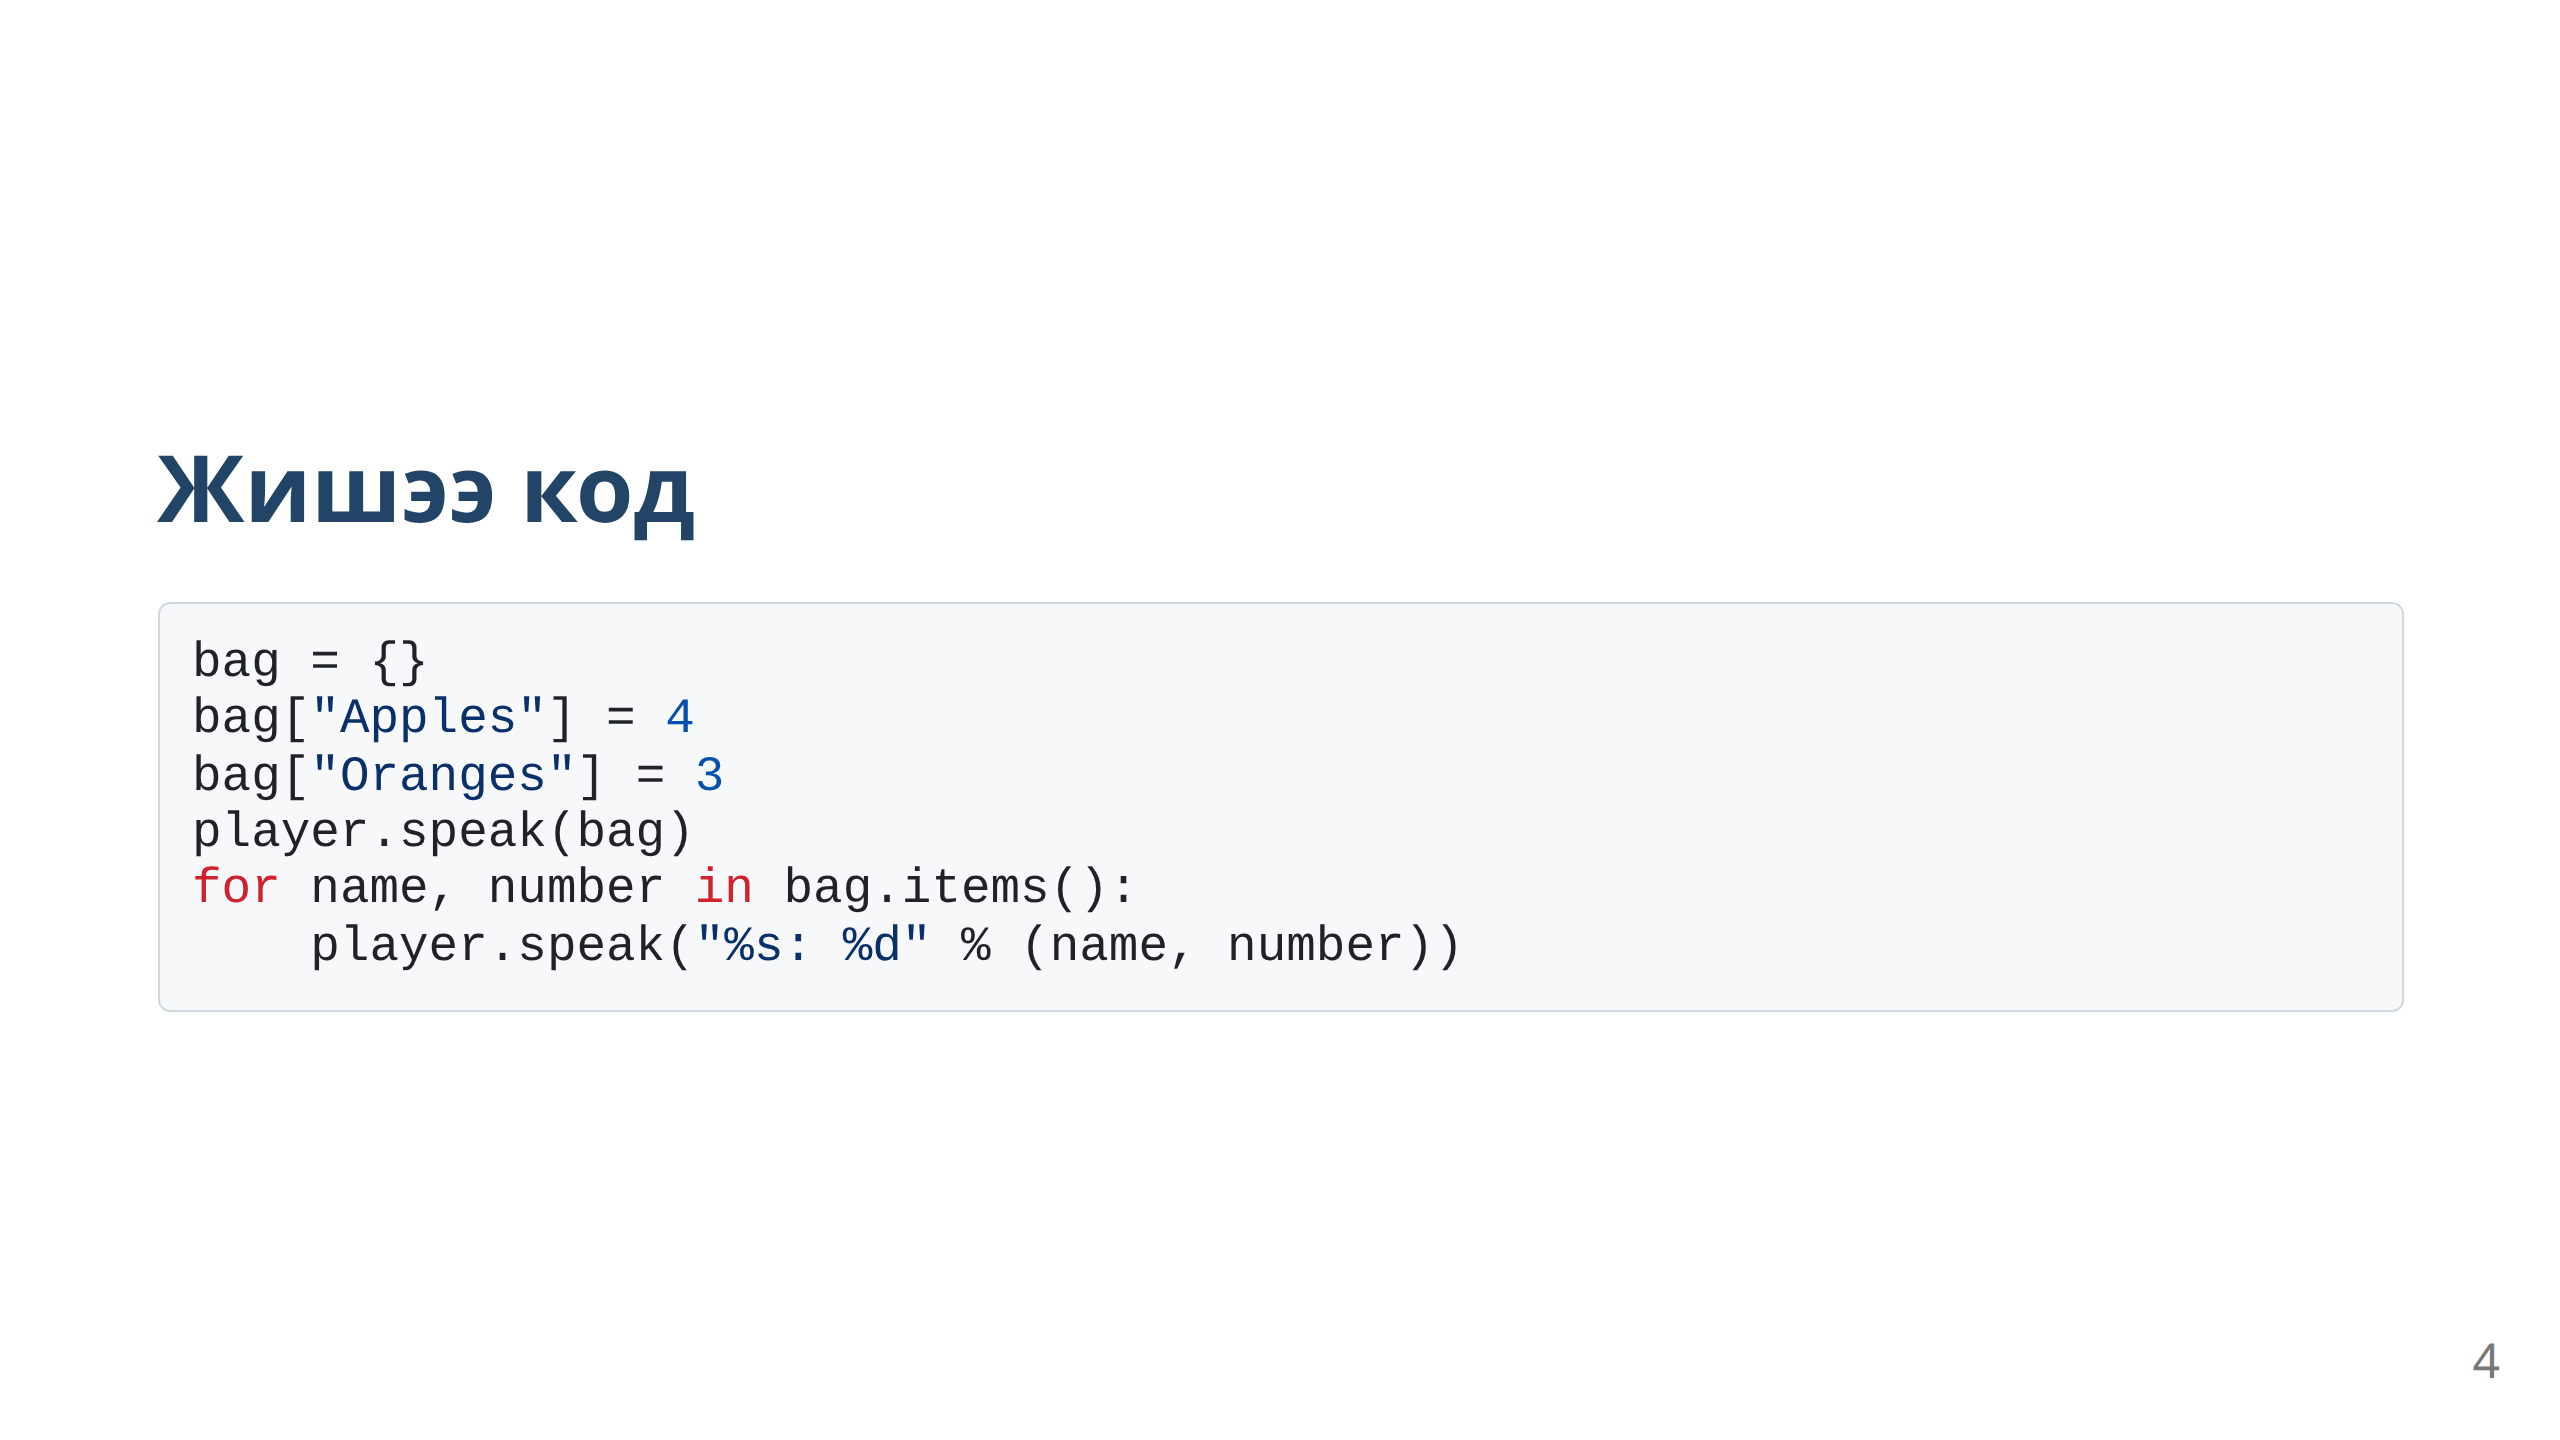 Жишээ код
bag = {}
bag["Apples"] = 4
bag["Oranges"] = 3
player.speak(bag)
for name, number in bag.items():
    player.speak("%s: %d" % (name, number))
4